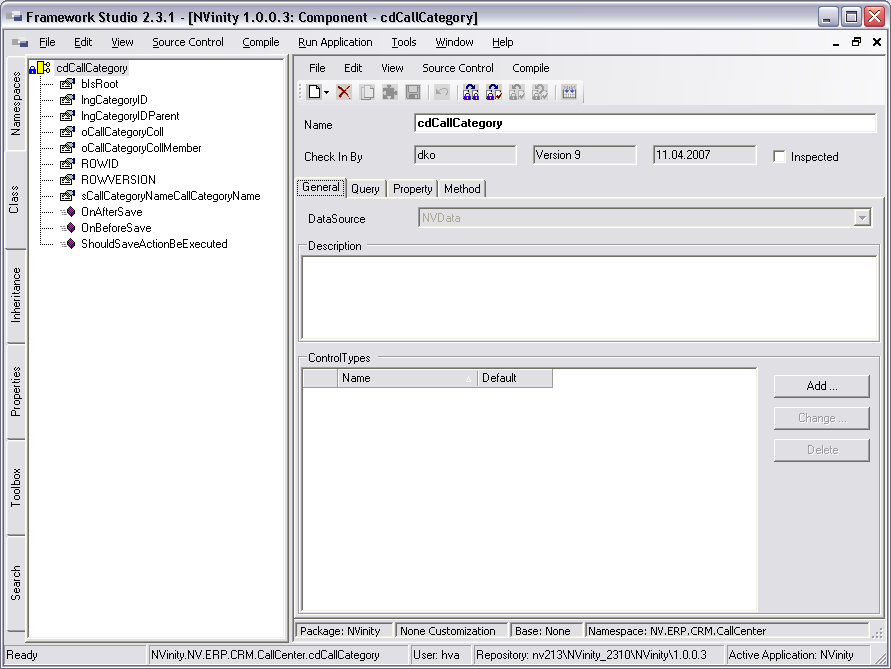 Framework Studio 2.3.1 - [NVinity 1.0.0.3: Component - cdCallCategory]
File Edit View Source Control Compile Run Application Tools Window Help
Namespaces
Class
Inheritance
Properties
Toolbox
Search
cdCallCategory
bIsRoot
lngCategoryID
lngCategoryIDParent
oCallCategoryColl
oCallCategoryCollMember
ROWID
ROWVERSION
sCallCategoryNameCallCategoryName
OnAfterSave
OnBeforeSave
ShouldSaveActionBeExecuted
File Edit View Source Control Compile
Name cdCallCategory
Check In By dko Version 9 11.04.2007 Inspected
General Query Property Method
DataSource NVData
Description
ControlTypes
Name Default
Add ...
Change ...
Delete
Package: NVinity None Customization Base: None Namespace: NV.ERP.CRM.CallCenter
Ready NVinity.NV.ERP.CRM.CallCenter.cdCallCategory User: hva Repository: nv213\NVinity_2310\NVinity\1.0.0.3 Active Application: NVinity